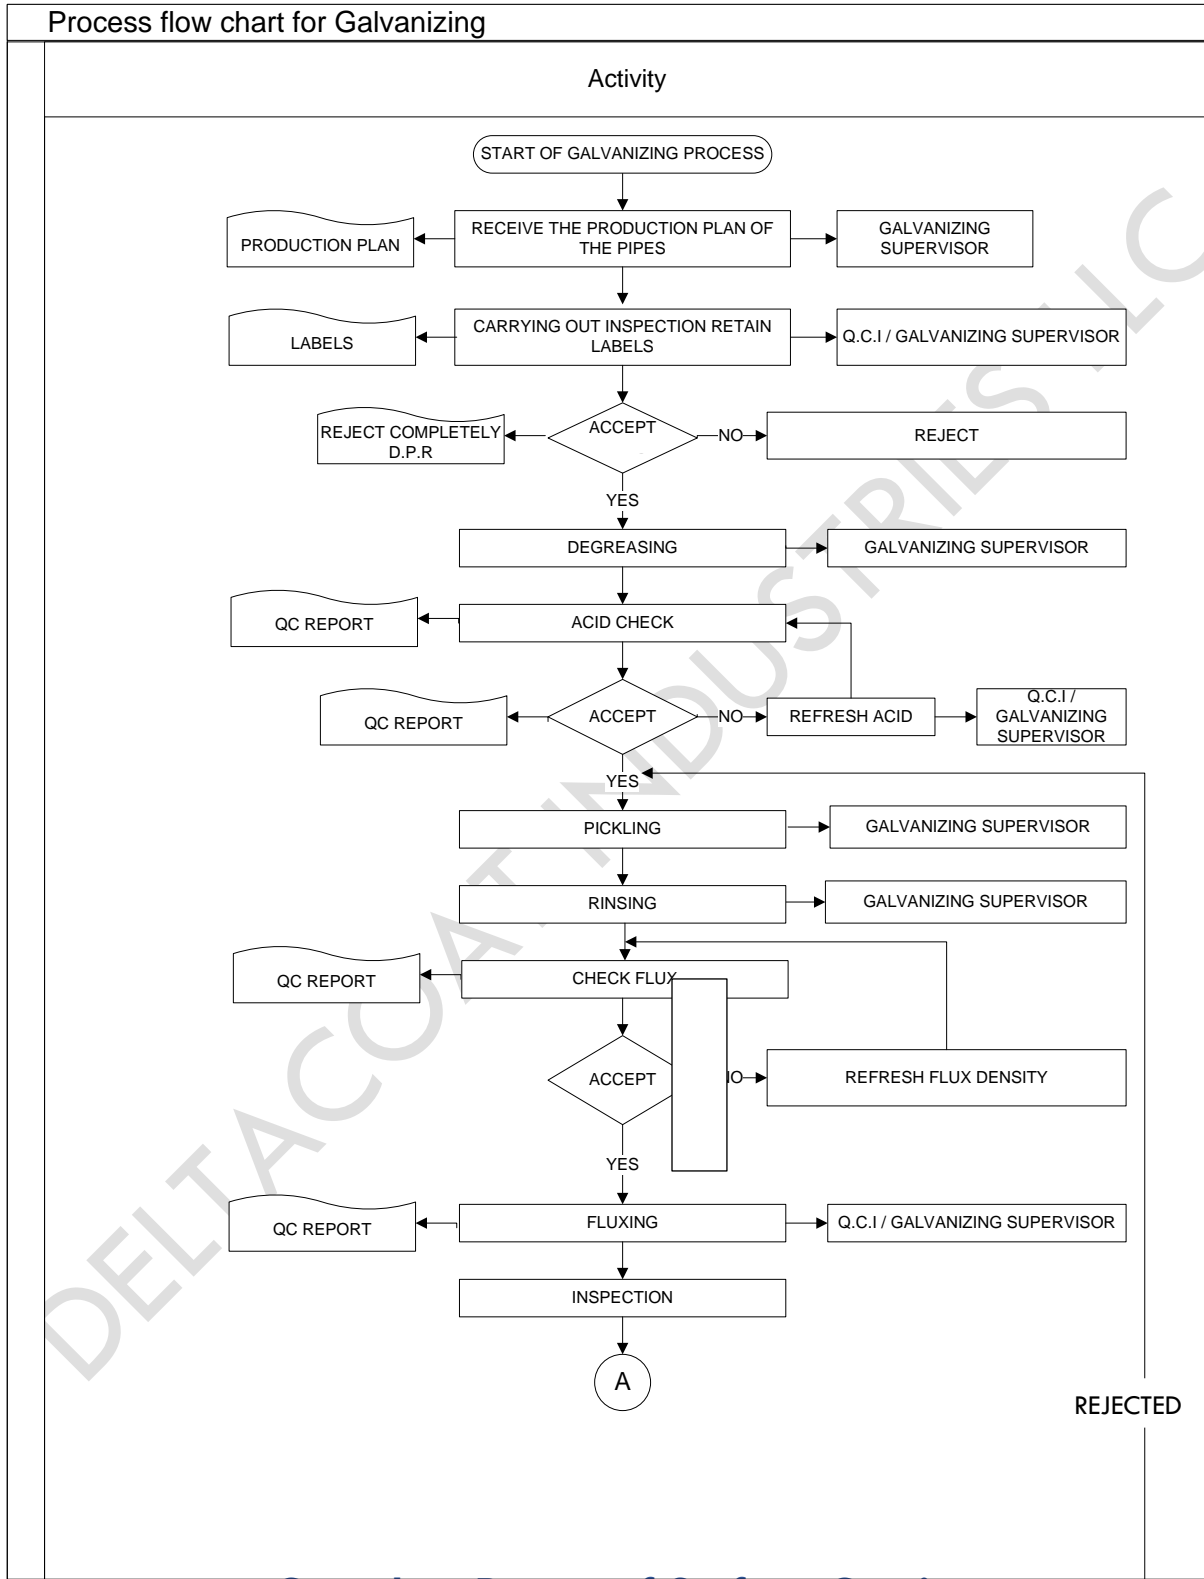 Process flow chart for Galvanizing
Activity
START OF GALVANIZING PROCESS
PRODUCTION PLAN
RECEIVE THE PRODUCTION PLAN OF
THE PIPES
GALVANIZING
SUPERVISOR
LABELS
CARRYING OUT INSPECTION RETAIN
LABELS
Q.C.I / GALVANIZING SUPERVISOR
REJECT COMPLETELY
D.P.R
ACCEPT
NO
REJECT
YES
DEGREASING
GALVANIZING SUPERVISOR
QC REPORT
ACID CHECK
QC REPORT
ACCEPT
NO
REFRESH ACID
Q.C.I /
GALVANIZING
SUPERVISOR
YES
PICKLING
GALVANIZING SUPERVISOR
RINSING
GALVANIZING SUPERVISOR
QC REPORT
CHECK FLUX
ACCEPT
REFRESH FLUX DENSITY
YES
QC REPORT
FLUXING
Q.C.I / GALVANIZING SUPERVISOR
INSPECTION
A
REJECTED
DELTACOAT INDUSTRIES LLC